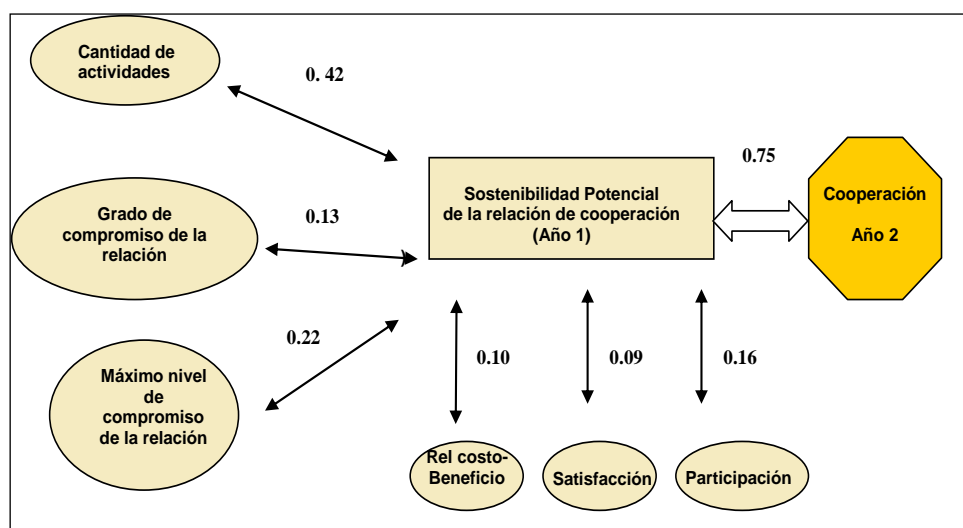 Cantidad de
actividades
0. 42
Grado de
compromiso de la
relación
0.13
Máximo nivel
de
compromiso
de la relación
0.22
Sostenibilidad Potencial
de la relación de cooperación
(Año 1)
0.75
Cooperación
Año 2
0.10
0.09
0.16
Rel costo-
Beneficio
Satisfacción
Participación